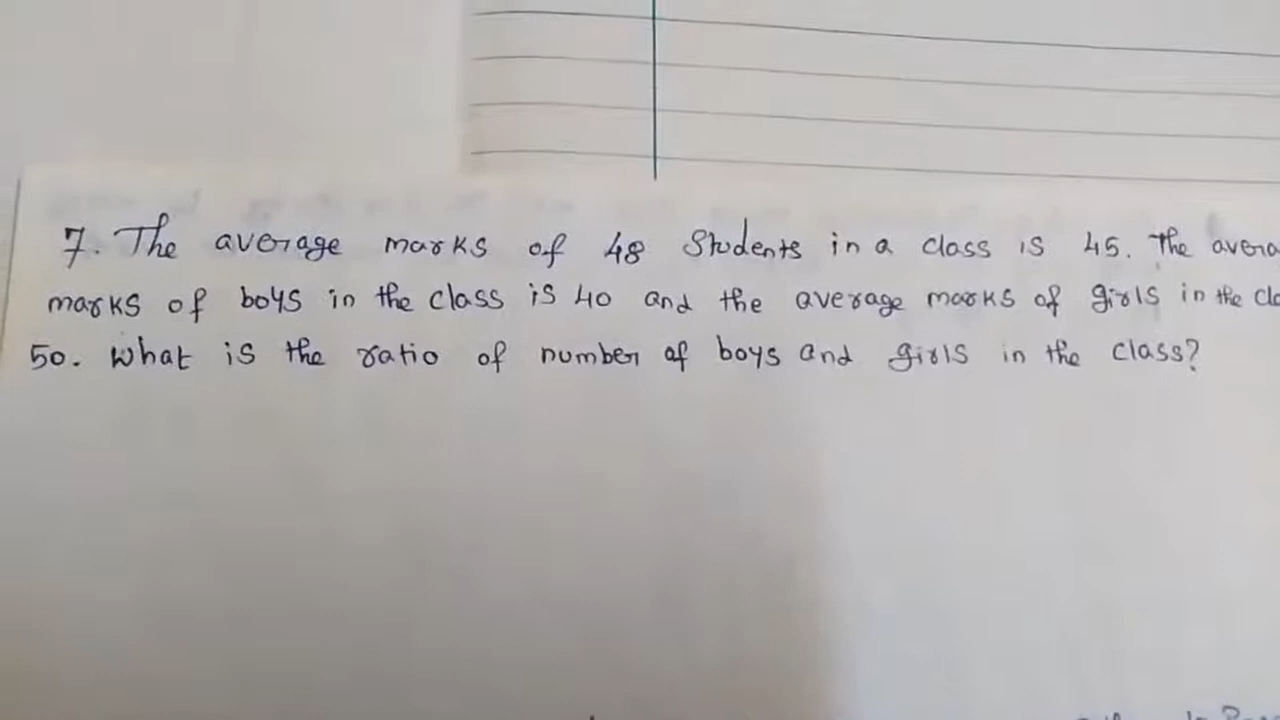 7. The average marks of 48 Students in a class is 45. The avera
marks of boys in the class is 40 and the average marks of girls in the cla
50. What is the ratio of number of boys and girls in the class?